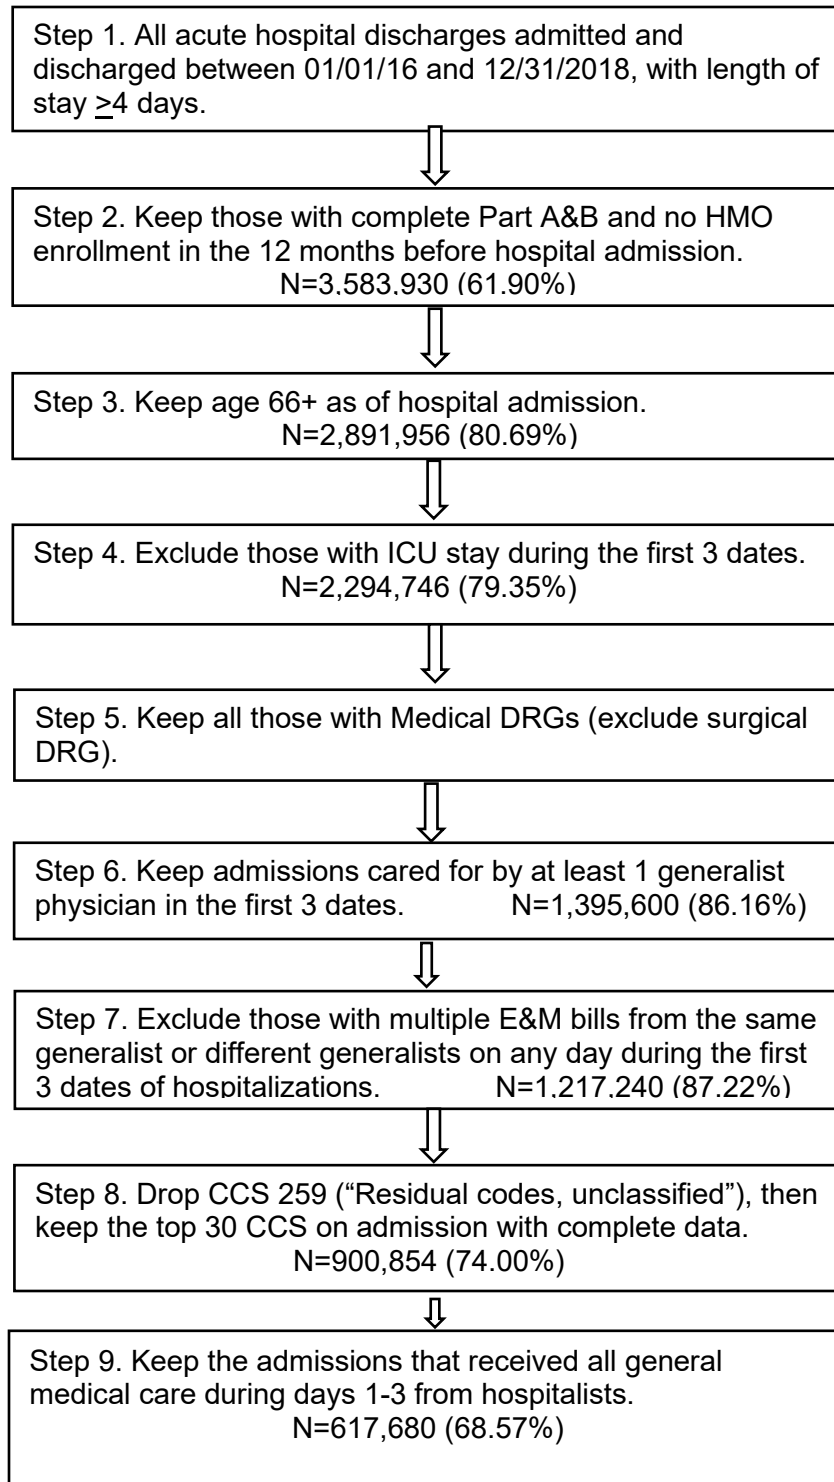 Step 1. All acute hospital discharges admitted and
discharged between 01/01/16 and 12/31/2018, with length of
stay >4 days.
Step 2. Keep those with complete Part A&B and no HMO
enrollment in the 12 months before hospital admission.
N=3,583,930 (61.90%)
Step 3. Keep age 66+ as of hospital admission.
N=2,891,956 (80.69%)
Step 4. Exclude those with ICU stay during the first 3 dates.
N=2,294,746 (79.35%)
Step 5. Keep all those with Medical DRGs (exclude surgical
DRG).
Step 6. Keep admissions cared for by at least 1 generalist
physician in the first 3 dates. N=1,395,600 (86.16%)
Step 7. Exclude those with multiple E&M bills from the same
generalist or different generalists on any day during the first
3 dates of hospitalizations. N=1,217,240 (87.22%)
Step 8. Drop CCS 259 (“Residual codes, unclassified”), then
keep the top 30 CCS on admission with complete data.
N=900,854 (74.00%)
Step 9. Keep the admissions that received all general
medical care during days 1-3 from hospitalists.
N=617,680 (68.57%)